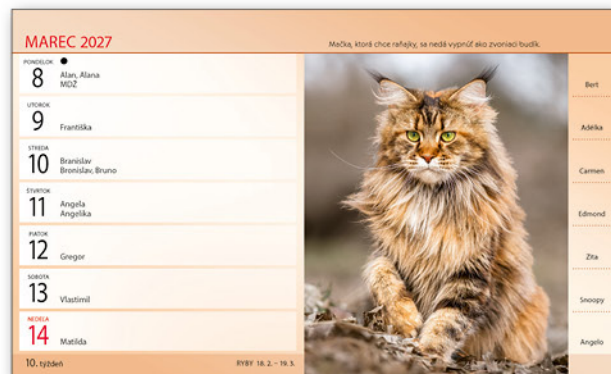 MAREC 2027
Mačka, ktorá chce raňajky, sa nedá vypnúť ako zvoniaci budík.
PONDELOK
8
Alan, Alana
MDŽ
UTOROK
9
Františka
STREDA
10
Branislav
Bronislav, Bruno
ŠTVRTOK
11
Angela
Angelika
PIATOK
12
Gregor
SOBOTA
13
Vlastimil
NEDEĽA
14
Matilda
10. týždeň
RYBY 18. 2. – 19. 3.
Bert
Adélka
Carmen
Edmond
Zita
Snoopy
Angelo